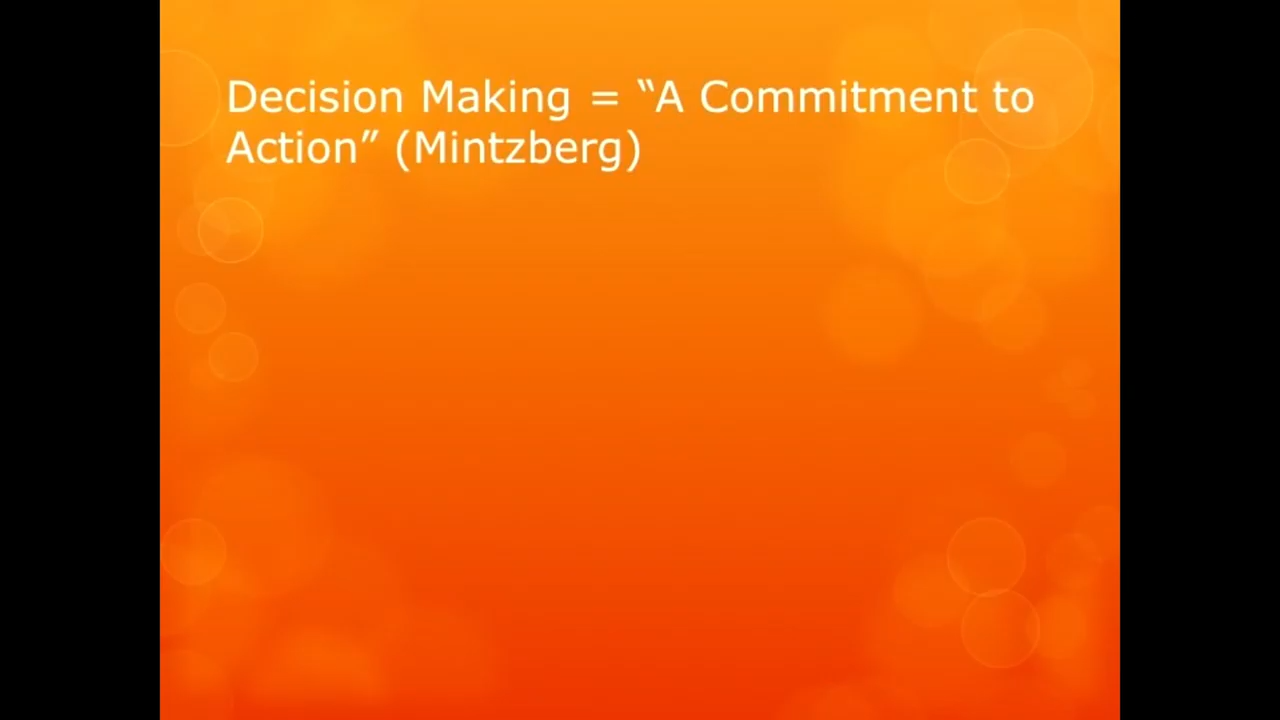 Decision Making = “A Commitment to
Action” (Mintzberg)